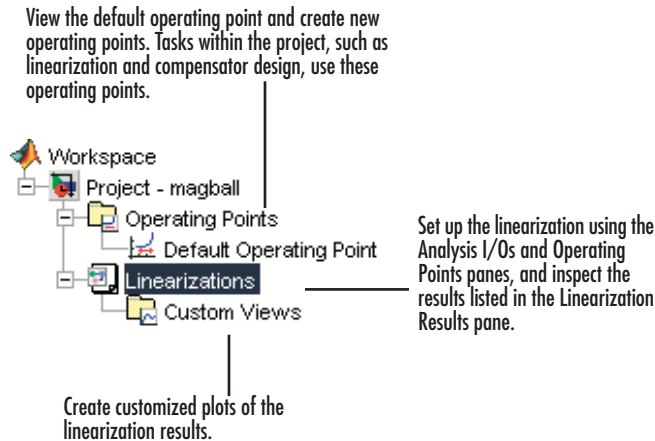 View the default operating point and create new
operating points. Tasks within the project, such as
linearization and compensator design, use these
operating points.
Workspace
Project - magball
Operating Points
Default Operating Point
Linearizations
Custom Views
Set up the linearization using the
Analysis I/Os and Operating
Points panes, and inspect the
results listed in the Linearization
Results pane.
Create customized plots of the
linearization results.